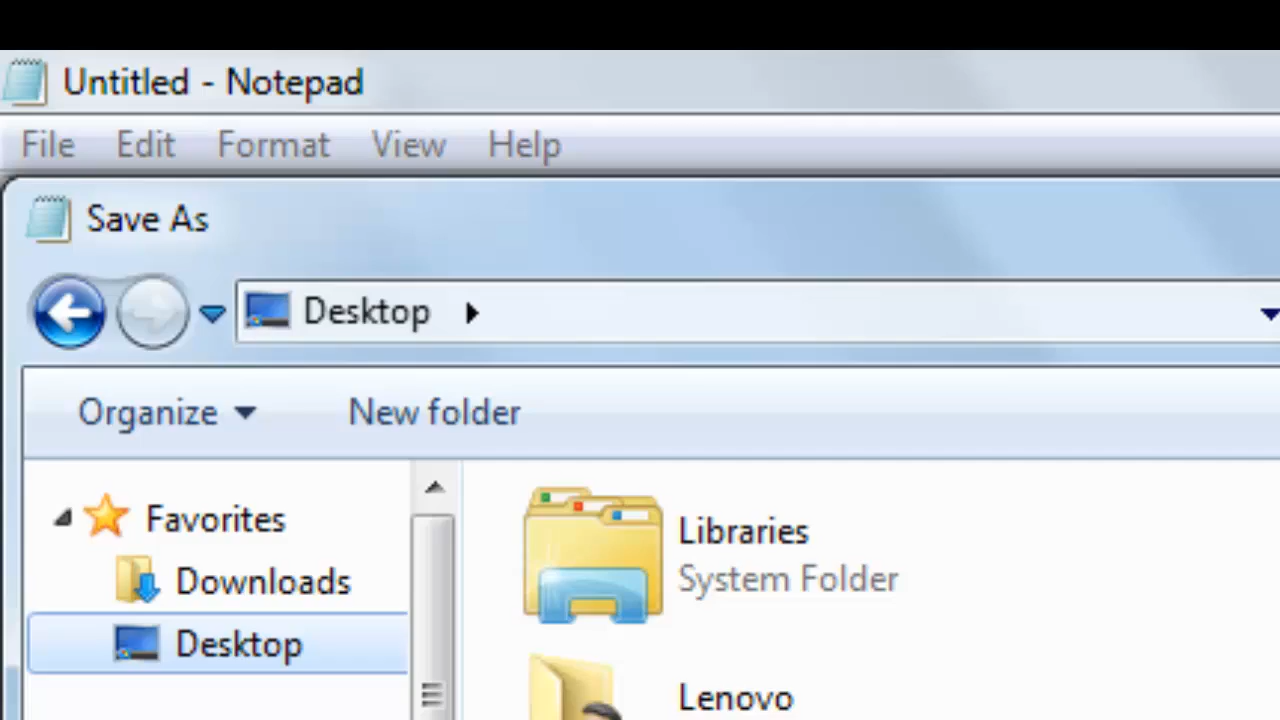 Untitled - Notepad
File Edit Format View Help
Save As
Desktop
Organize New folder
Favorites
Downloads
Desktop
Libraries
System Folder
Lenovo